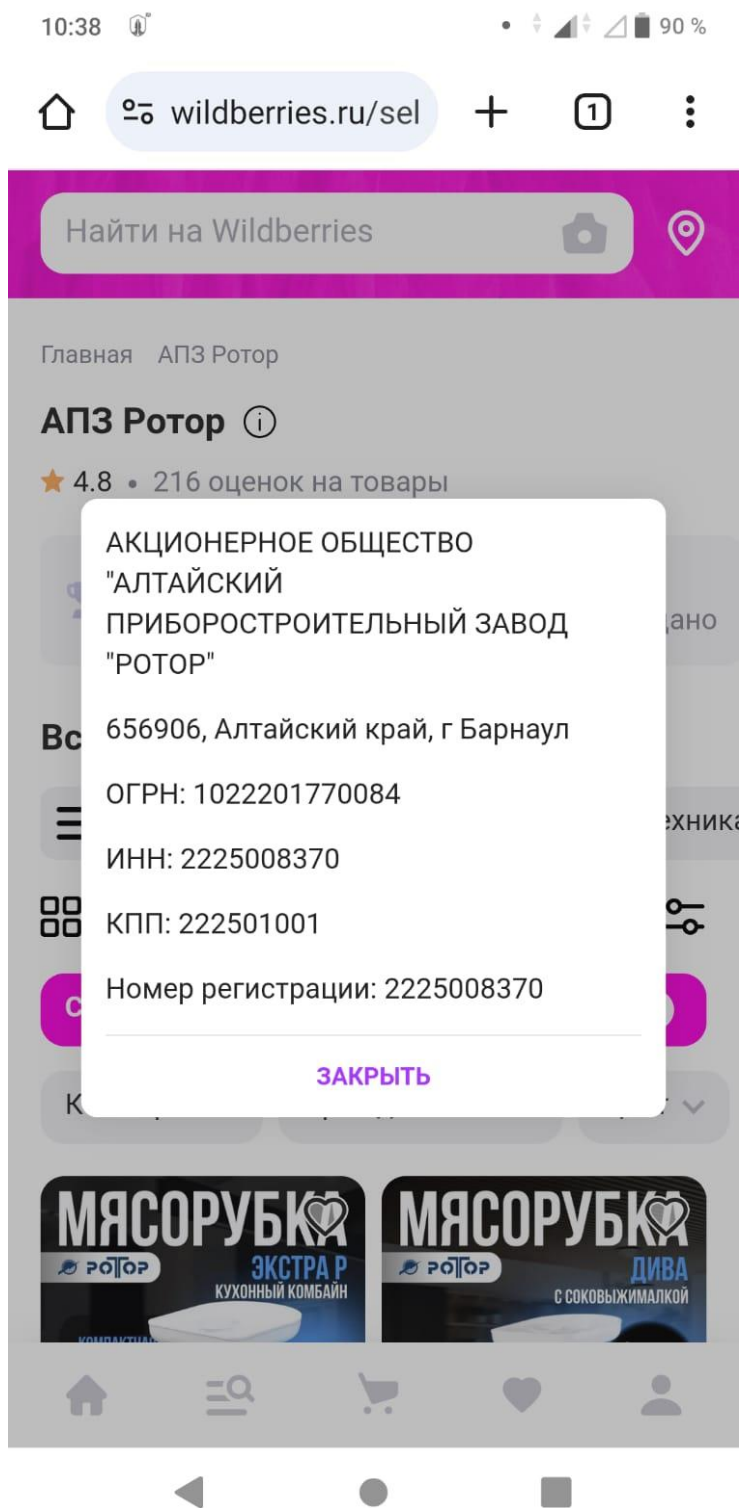 10:38
90 %
wildberries.ru/sel
1
Найти на Wildberries
Главная АПЗ Ротор
АПЗ Ротор
4.8 • 216 оценок на товары
АКЦИОНЕРНОЕ ОБЩЕСТВО
"АЛТАЙСКИЙ
ПРИБОРОСТРОИТЕЛЬНЫЙ ЗАВОД
"РОТОР"
656906, Алтайский край, г Барнаул
ОГРН: 1022201770084
ИНН: 2225008370
КПП: 222501001
Номер регистрации: 2225008370
ЗАКРЫТЬ
МЯСОРУБКА
РОТОР
ЭКСТРА Р
КУХОННЫЙ КОМБАЙН
МЯСОРУБКА
РОТОР
ДИВА
С СОКОВЫЖИМАЛКОЙ